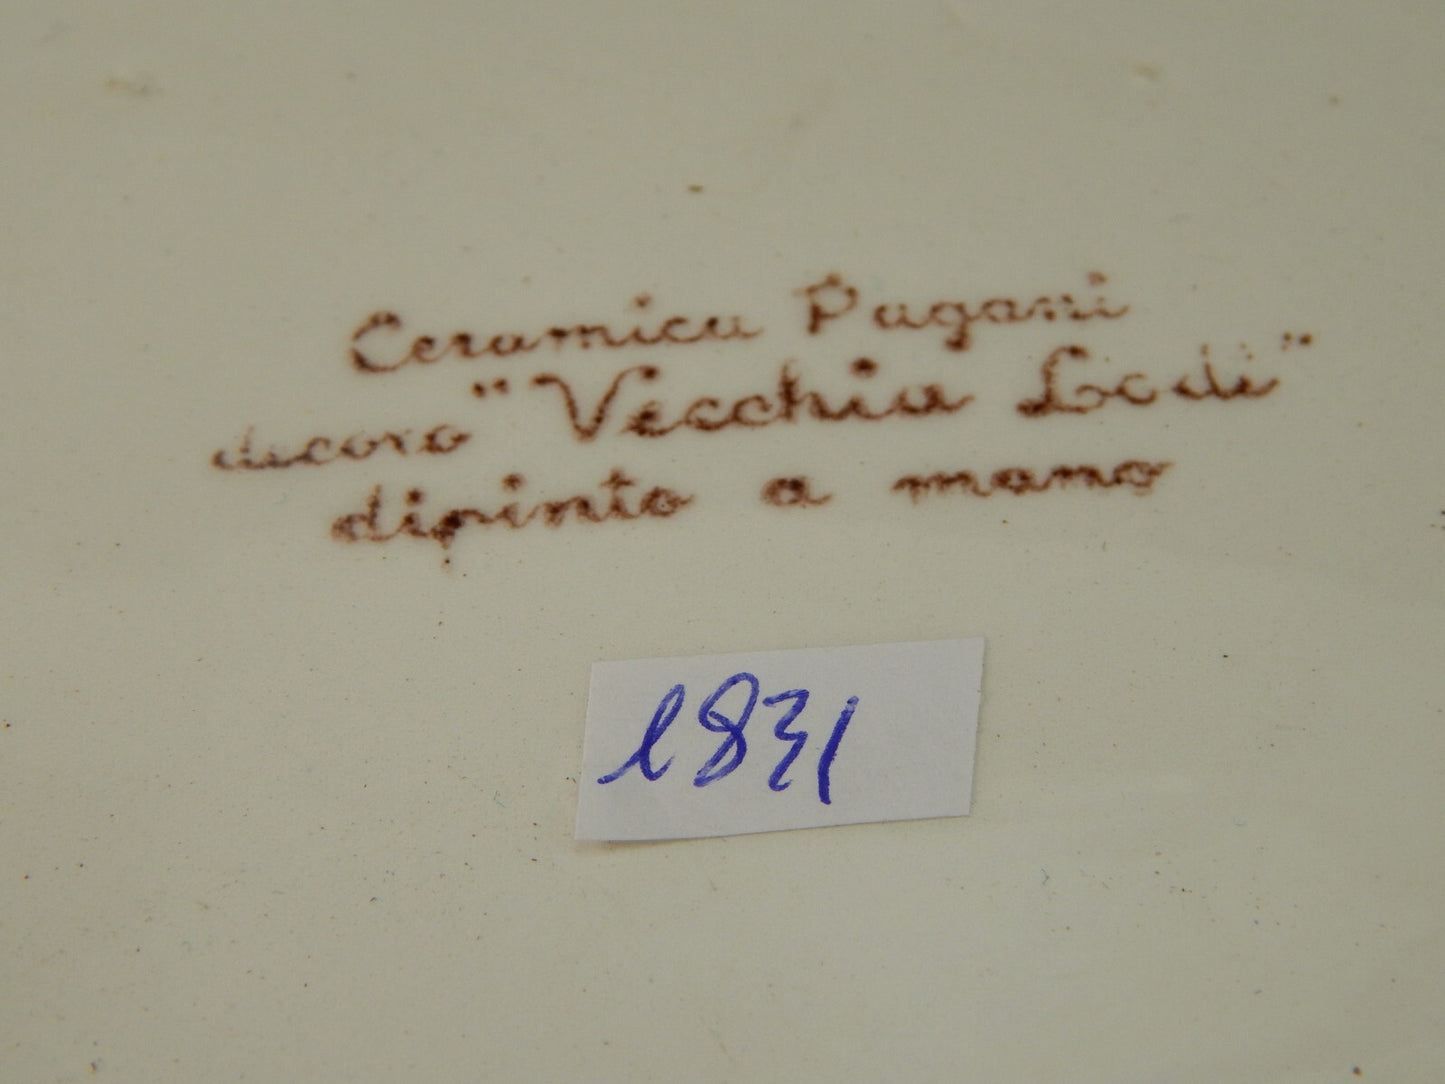 Ceramica Pagani
decoro "Vecchia Lodi"
dipinto a mano
l831